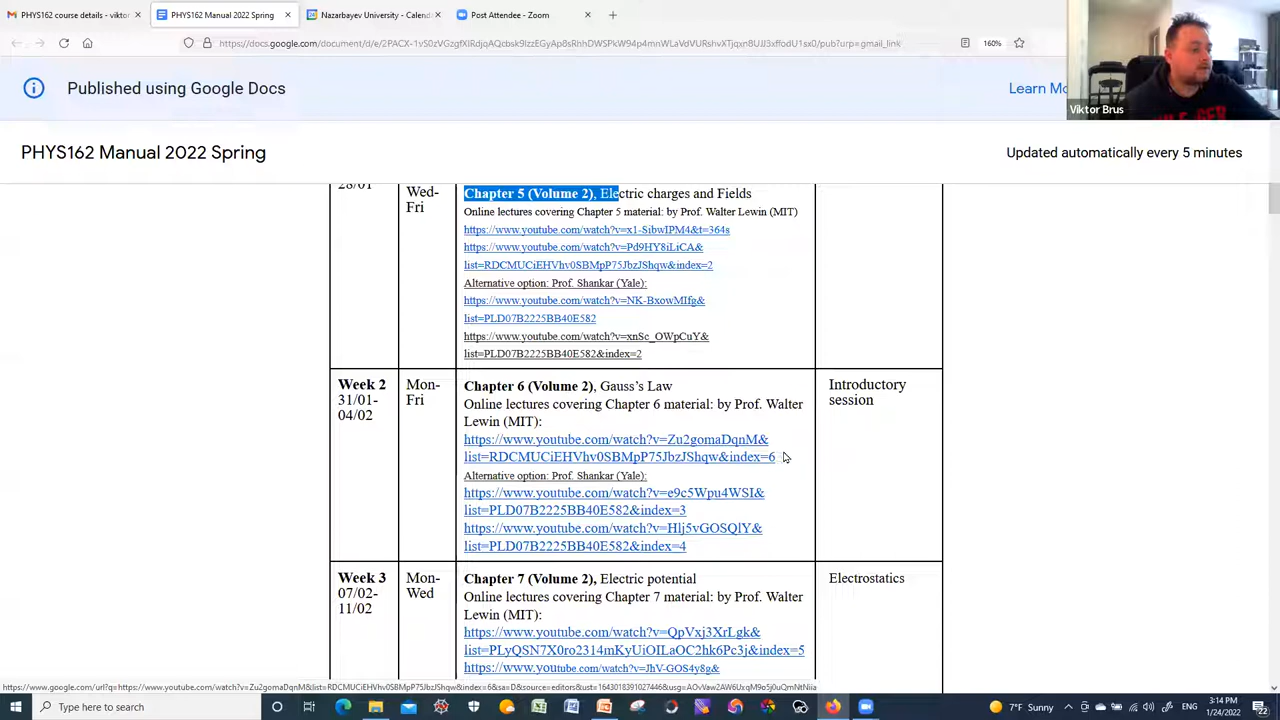 PHYS162 course details - viktor
PHYS162 Manual 2022 Spring
Nazarbayev University - Calend
Post Attendee - Zoom
160%
Published using Google Docs
Learn Mo
Viktor Brus
PHYS162 Manual 2022 Spring
Updated automatically every 5 minutes
28/01
Wed-
Fri
Chapter 5 (Volume 2), Electric charges and Fields
Online lectures covering Chapter 5 material: by Prof. Walter Lewin (MIT)
https://www.youtube.com/watch?v=x1-SibwIPM4&t=364s
https://www.youtube.com/watch?v=Pd9HY8iLiCA&
list=RDCMUCiEHVhv0SBMpP75JbzJShqw&index=2
Alternative option: Prof. Shankar (Yale):
https://www.youtube.com/watch?v=NK-BxowMIfg&
list=PLD07B2225BB40E582
https://www.youtube.com/watch?v=xnSc_OWpCuY&
list=PLD07B2225BB40E582&index=2
Week 2
31/01-
04/02
Mon-
Fri
Chapter 6 (Volume 2), Gauss's Law
Online lectures covering Chapter 6 material: by Prof. Walter
Lewin (MIT):
https://www.youtube.com/watch?v=Zu2gomaDqnM&
list=RDCMUCiEHVhv0SBMpP75JbzJShqw&index=6
Alternative option: Prof. Shankar (Yale):
https://www.youtube.com/watch?v=e9c5Wpu4WSI&
list=PLD07B2225BB40E582&index=3
https://www.youtube.com/watch?v=Hlj5vGOSQlY&
list=PLD07B2225BB40E582&index=4
Introductory
session
Week 3
07/02-
11/02
Mon-
Wed
Chapter 7 (Volume 2), Electric potential
Online lectures covering Chapter 7 material: by Prof. Walter
Lewin (MIT):
https://www.youtube.com/watch?v=QpVxj3XrLgk&
list=PLyQSN7X0ro2314mKyUiOILaOC2hk6Pc3j&index=5
https://www.youtube.com/watch?v=JhV-GOS4y8g&
Electrostatics
Type here to search
7°F Sunny
ENG
3:14 PM
1/24/2022
22